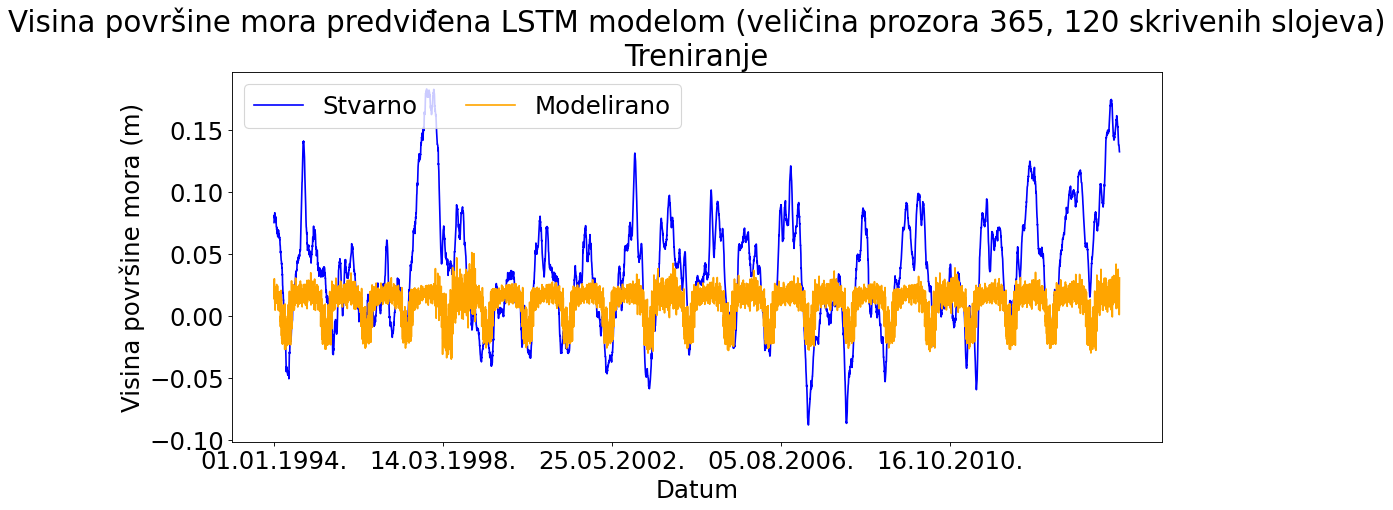 Visina površine mora predviđena LSTM modelom (veličina prozora 365, 120 skrivenih slojeva)
Treniranje
Stvarno
Modelirano
Visina površine mora (m)
0.15
0.10
0.05
0.00
−0.05
−0.10
01.01.1994.
14.03.1998.
25.05.2002.
05.08.2006.
16.10.2010.
Datum